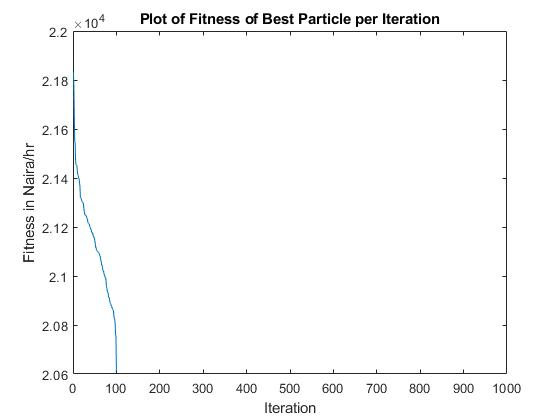 Plot of Fitness of Best Particle per Iteration
×10⁴
2.2
2.18
2.16
2.14
2.12
2.1
2.08
2.06
Fitness in Naira/hr
0 100 200 300 400 500 600 700 800 900 1000
Iteration